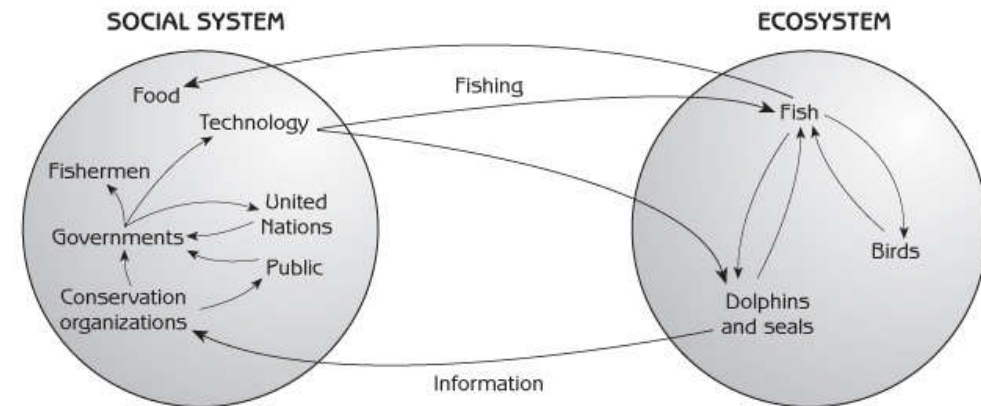 SOCIAL SYSTEM
ECOSYSTEM
Food
Fishing
Technology
Fish
Fishermen
United
Nations
Governments
Public
Birds
Conservation
organizations
Dolphins
and seals
Information